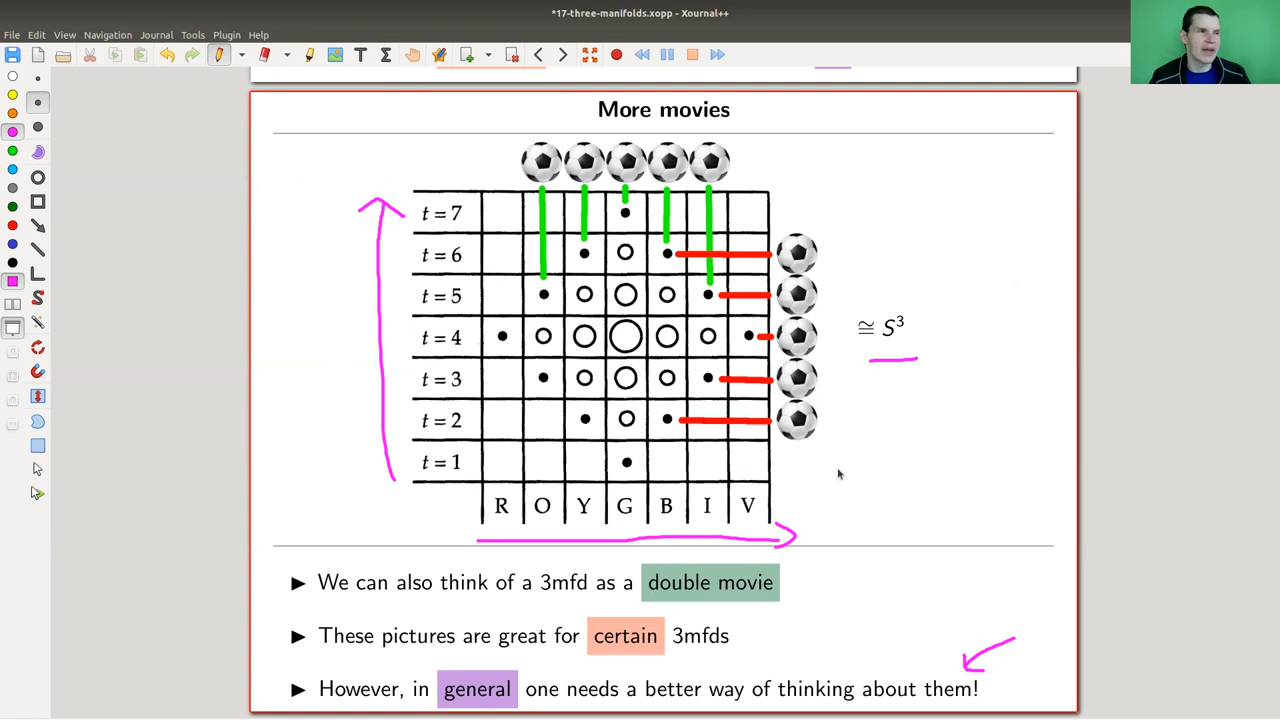 *17-three-manifolds.xopp - Xournal++
File Edit View Navigation Journal Tools Plugin Help
More movies
t = 7
t = 6
t = 5
t = 4
t = 3
t = 2
t = 1
R O Y G B I V
≅ S³
▶ We can also think of a 3mfd as a double movie
▶ These pictures are great for certain 3mfds
▶ However, in general one needs a better way of thinking about them!